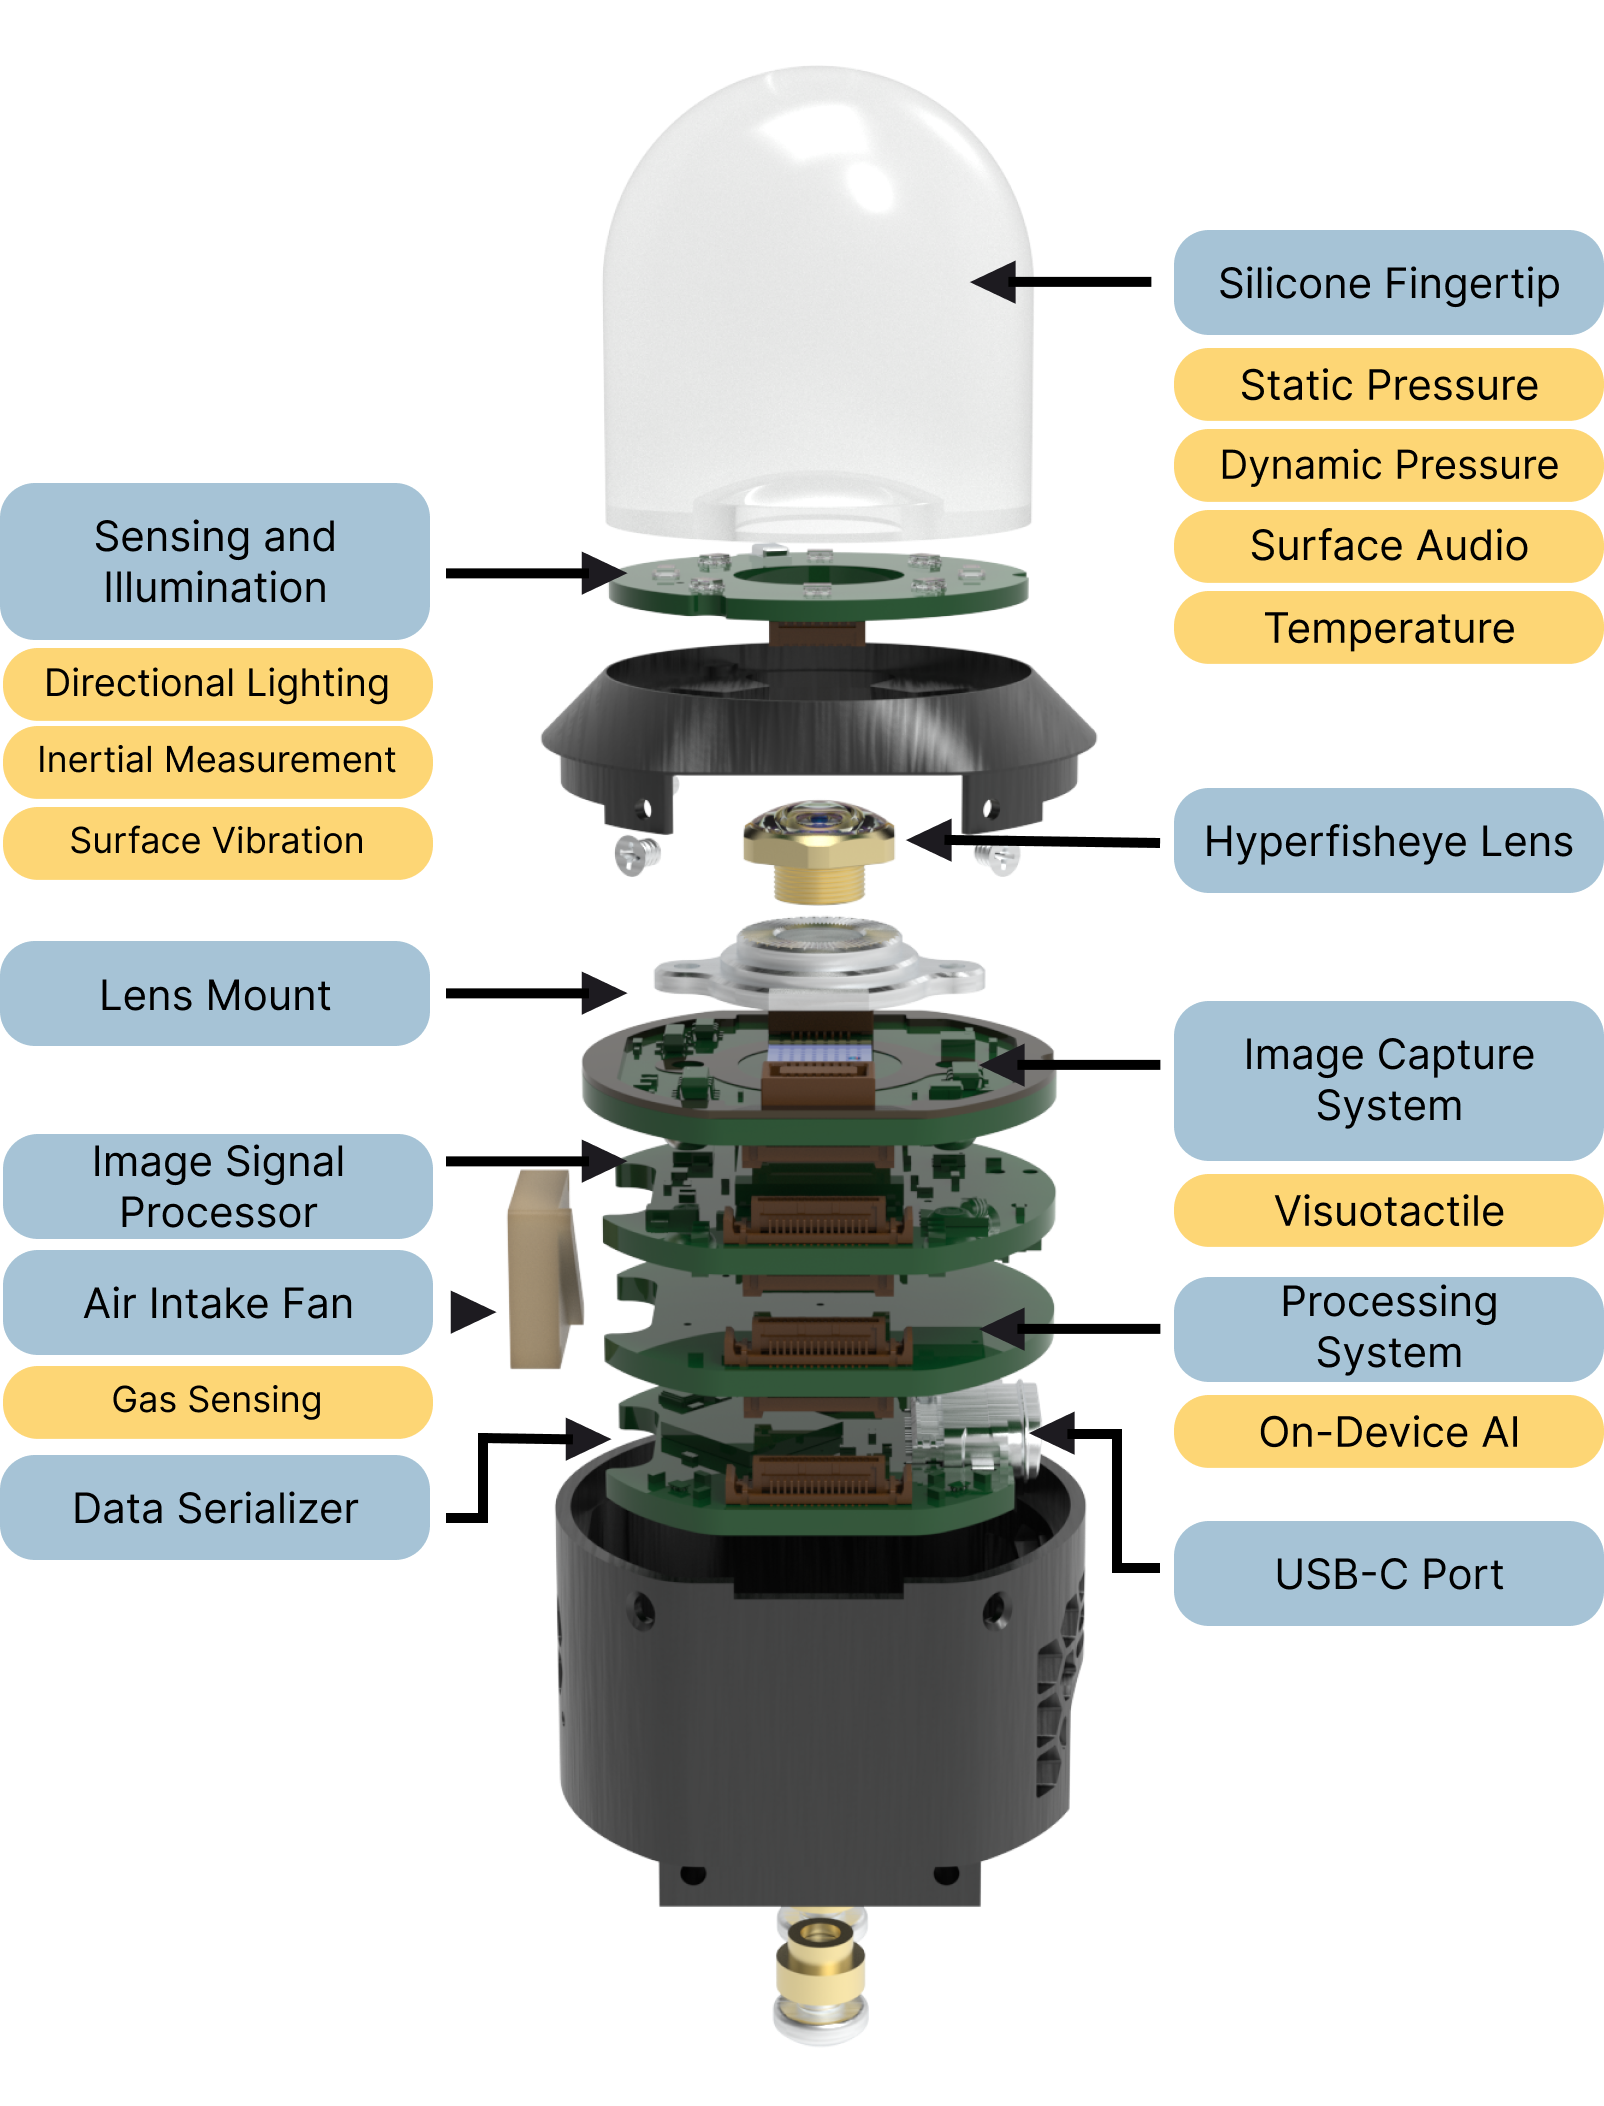 Silicone Fingertip
Static Pressure
Dynamic Pressure
Surface Audio
Temperature
Sensing and
Illumination
Directional Lighting
Inertial Measurement
Surface Vibration
Hyperfisheye Lens
Lens Mount
Image Capture
System
Visuotactile
Image Signal
Processor
Air Intake Fan
Gas Sensing
Processing
System
On-Device AI
Data Serializer
USB-C Port